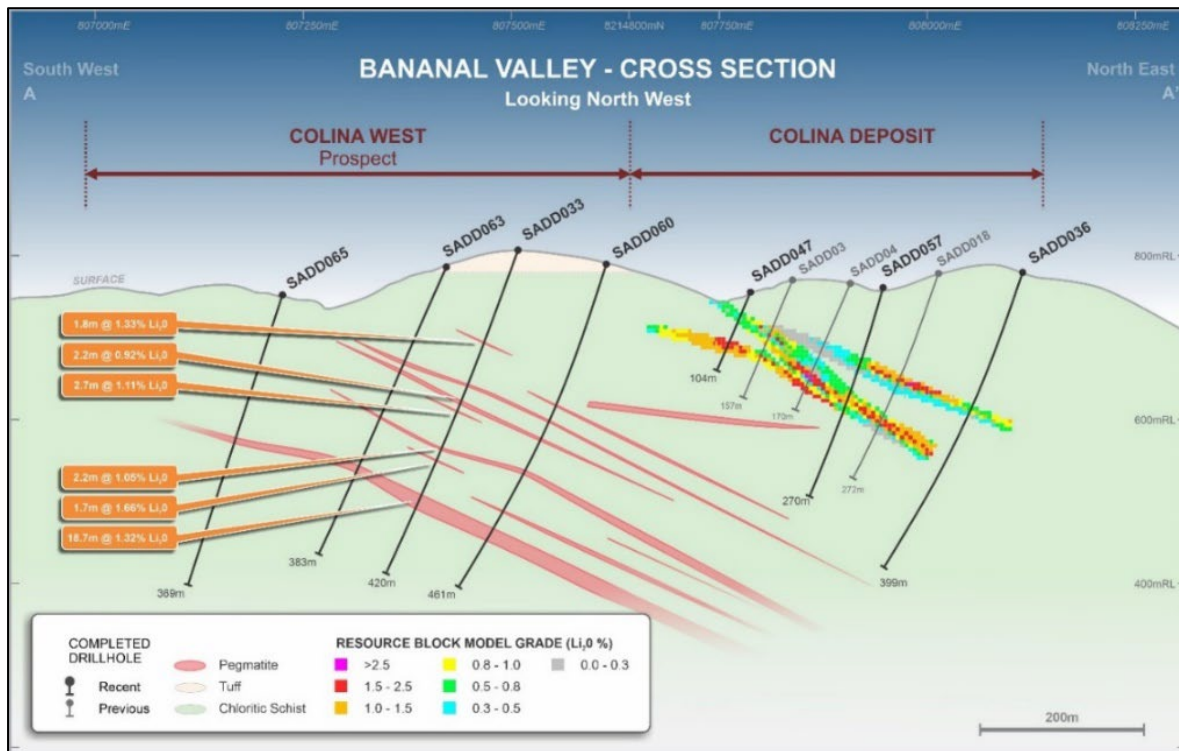 807000mE 807250mE 807500mE 8214800mN 807750mE 808000mE 808250mE
South West
A
BANANAL VALLEY - CROSS SECTION
Looking North West
North East
A'
COLINA WEST
Prospect
COLINA DEPOSIT
SADD065
SADD063
SADD033
SADD060
SADD047
SADD03
SADD04
SADD057
SADD018
SADD036
800mRL
SURFACE
1.8m @ 1.33% Li₂0
2.2m @ 0.92% Li₂0
2.7m @ 1.11% Li₂0
104m
157m
170m
600mRL
2.2m @ 1.05% Li₂0
1.7m @ 1.66% Li₂0
18.7m @ 1.32% Li₂0
270m
272m
383m
420m
369m
461m
399m
400mRL
COMPLETED
DRILLHOLE
Recent
Previous
Pegmatite
Tuff
Chloritic Schist
RESOURCE BLOCK MODEL GRADE (Li₂0 %)
>2.5
1.5 - 2.5
1.0 - 1.5
0.8 - 1.0
0.5 - 0.8
0.3 - 0.5
0.0 - 0.3
200m